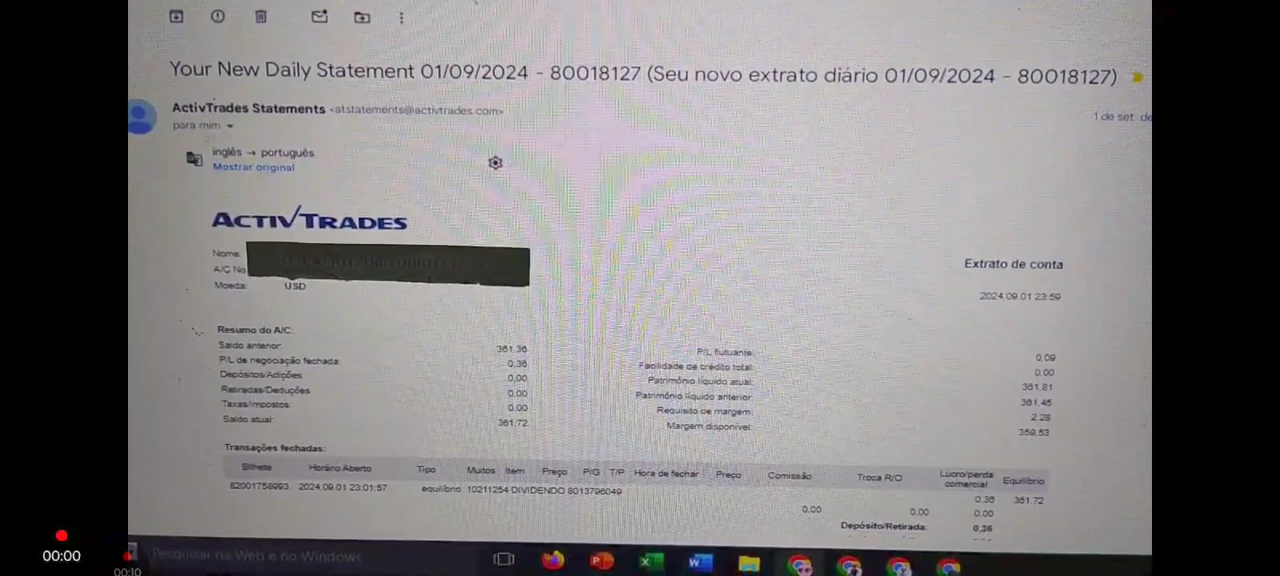 Your New Daily Statement 01/09/2024 - 80018127 (Seu novo extrato diário 01/09/2024 - 80018127)
ActivTrades Statements <atstatements@activtrades.com>
1 de set. de
para mim
inglês → português
Mostrar original
ACTIVTRADES
Nome:
A/C No
Moeda: USD
Extrato de conta
2024.09.01 23:59
Resumo do A/C:
Saldo anterior: 361.36
P/L de negociação fechada: 0,36
Depósitos/Adições 0,00
Retiradas/Deduções 0.00
Taxas/Impostos: 0.00
Saldo atual: 361.72
P/L flutuante: 0,09
Facilidade de crédito total: 0.00
Patrimônio líquido atual: 361,81
Patrimônio líquido anterior: 361,45
Requisito de margem: 2.28
Margem disponível: 359.53
Transações fechadas:
Bilhete Horário Aberto Tipo Muitos Item Preço P/G T/P Hora de fechar Preço Comissão Troca R/O Lucro/perda comercial Equilíbrio
82001758993 2024.09.01 23:01:57 equilíbrio 10211254 DIVIDENDO 8013796049 0,36 361.72
0.00 0.00 0.00
Depósito/Retirada: 0,36
Pesquisar na Web e no Windows
00:00
00:10